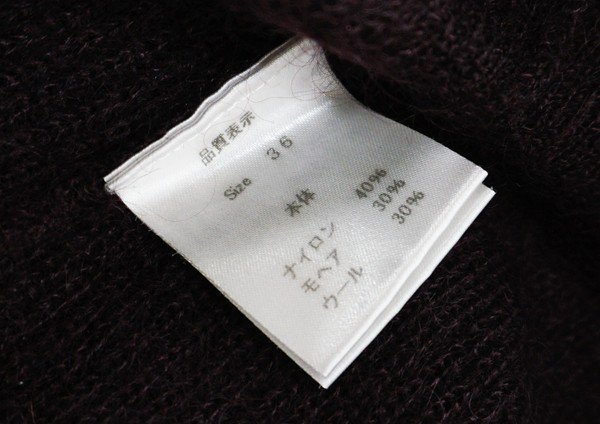 品質表示
Size 36
本体
ナイロン 40%
モヘア 30%
ウール 30%